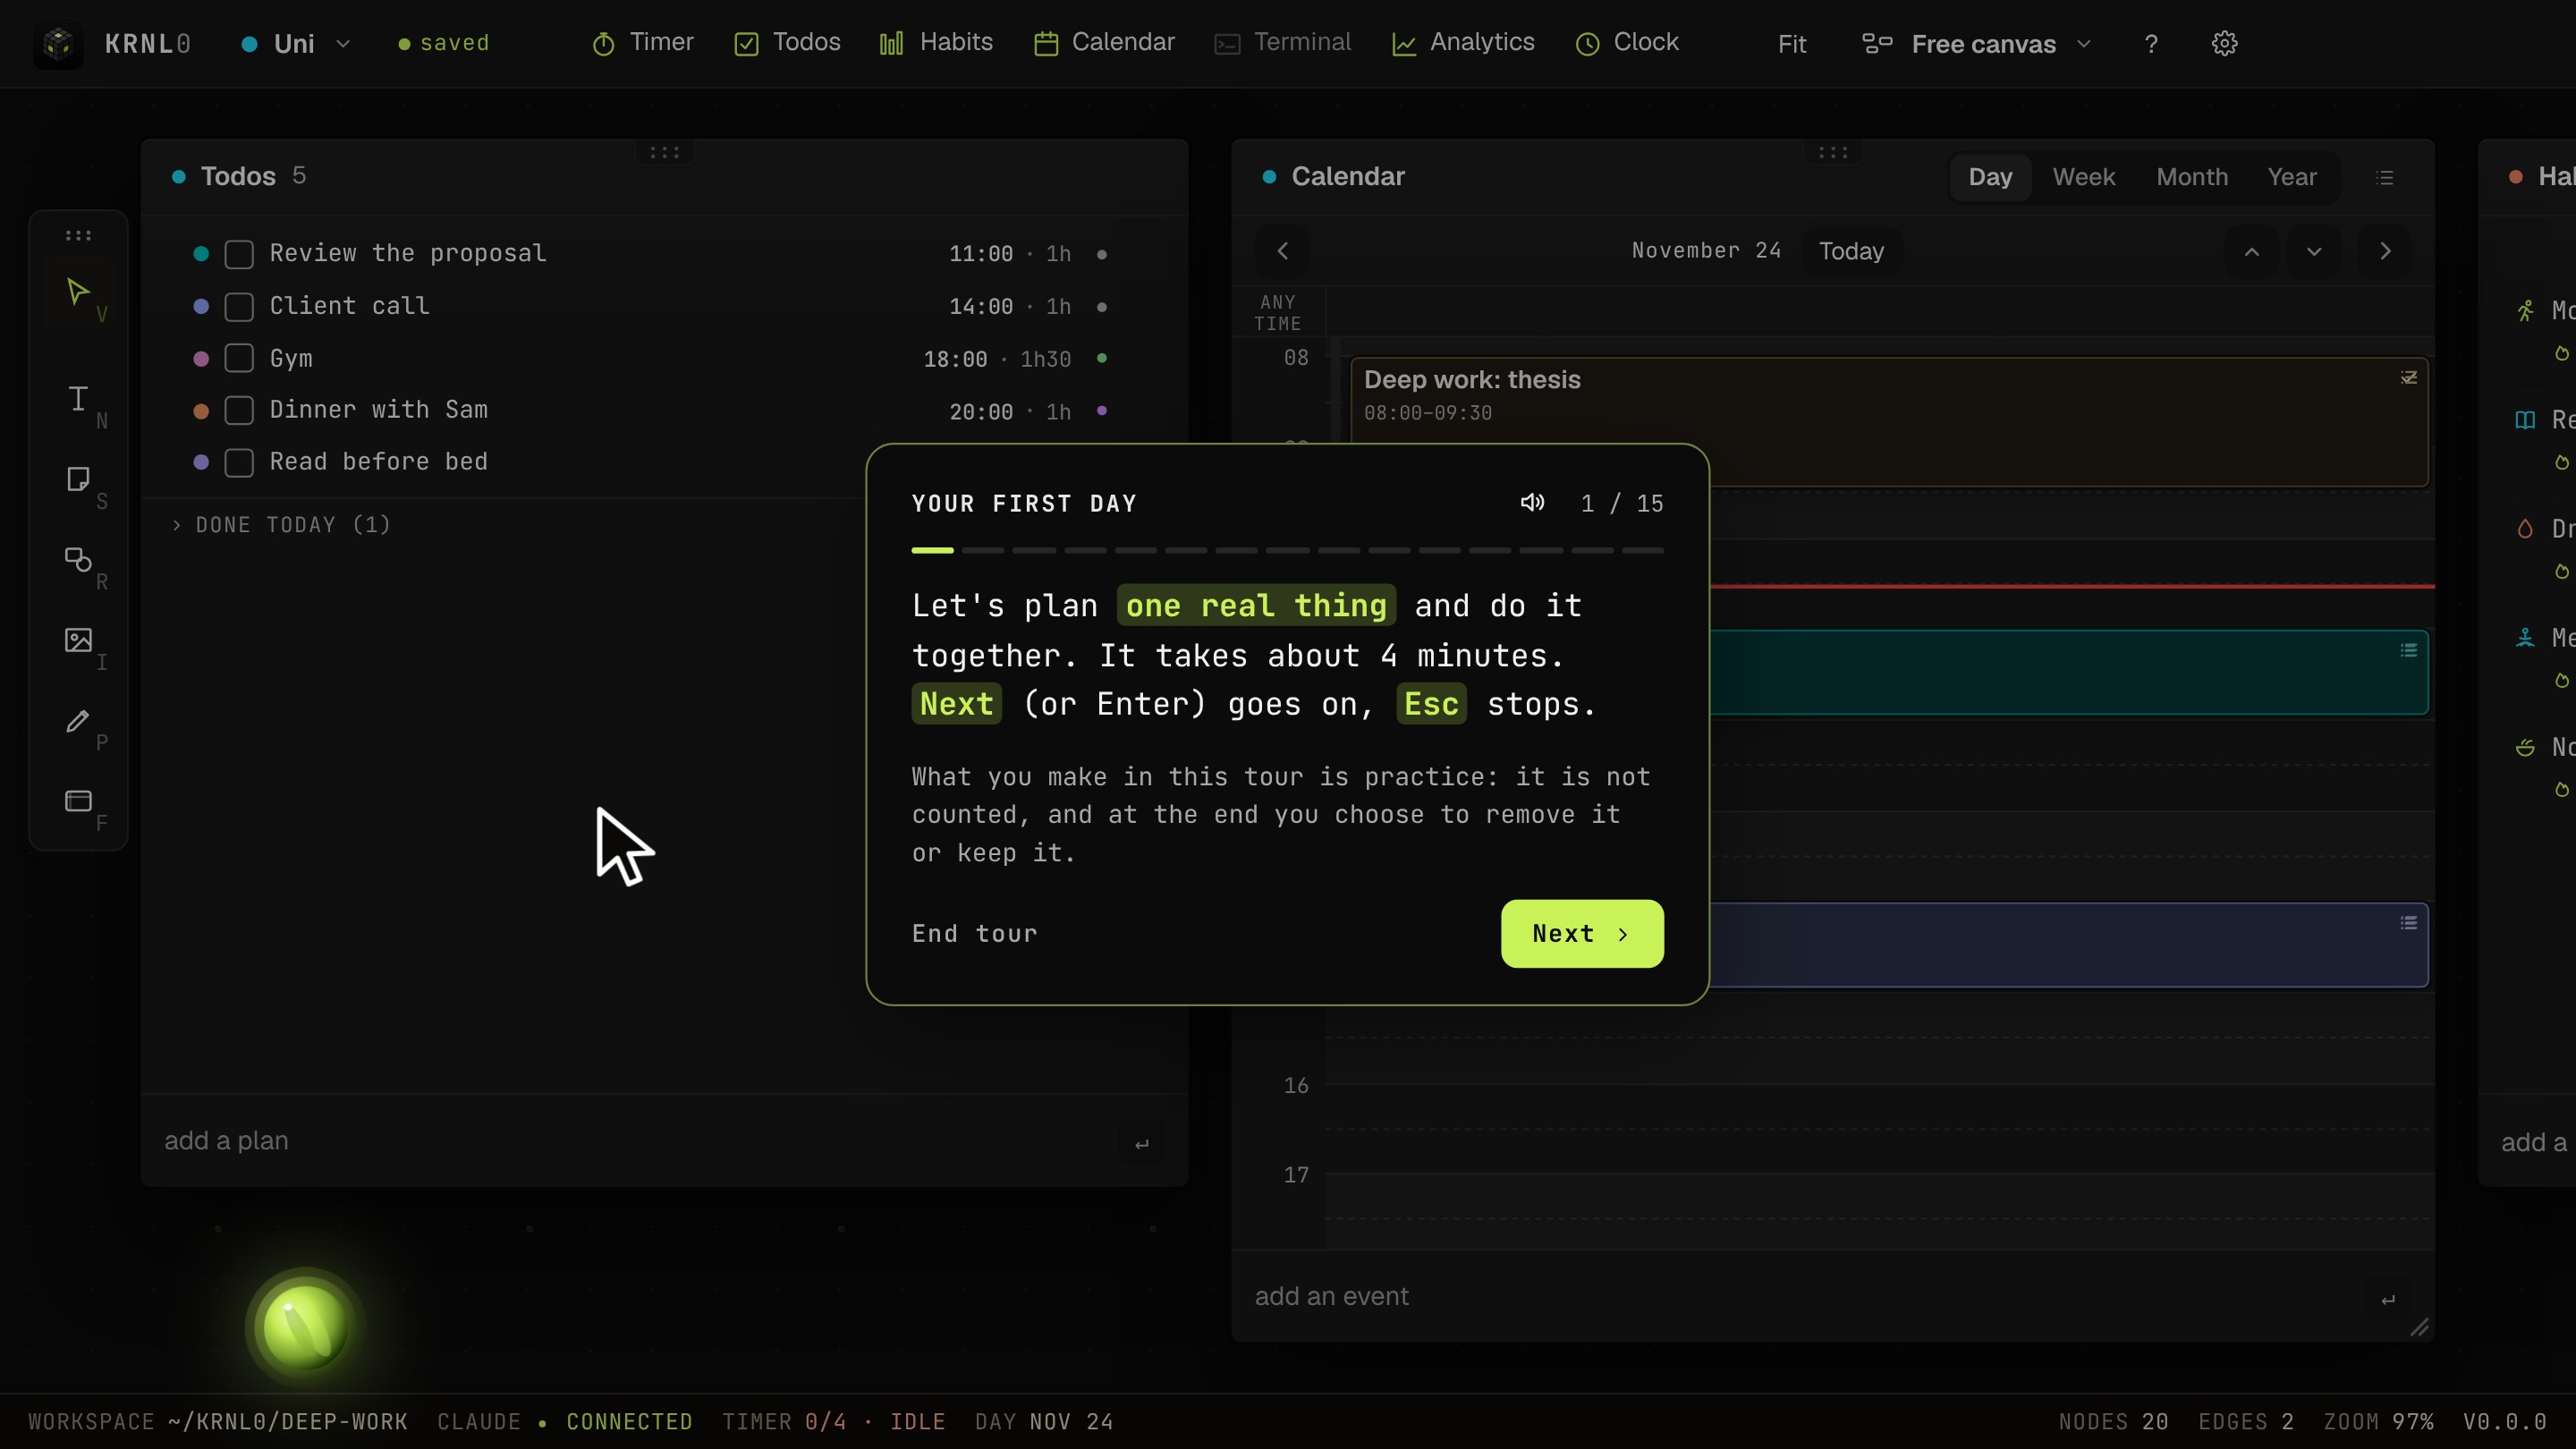 KRNL0
Uni
saved
Timer
Todos
Habits
Calendar
Terminal
Analytics
Clock
Fit
Free canvas
?
Todos 5
Review the proposal 11:00 · 1h
Client call 14:00 · 1h
Gym 18:00 · 1h30
Dinner with Sam 20:00 · 1h
Read before bed
DONE TODAY (1)
add a plan
V
N
S
R
I
P
F
Calendar
Day
Week
Month
Year
November 24
Today
ANY
TIME
08
Deep work: thesis
08:00–09:30
16
17
add an event
add a
YOUR FIRST DAY
1 / 15
Let's plan one real thing and do it
together. It takes about 4 minutes.
Next (or Enter) goes on, Esc stops.
What you make in this tour is practice: it is not
counted, and at the end you choose to remove it
or keep it.
End tour
Next
WORKSPACE ~/KRNL0/DEEP-WORK CLAUDE • CONNECTED TIMER 0/4 · IDLE DAY NOV 24
NODES 20 EDGES 2 ZOOM 97% V0.0.0